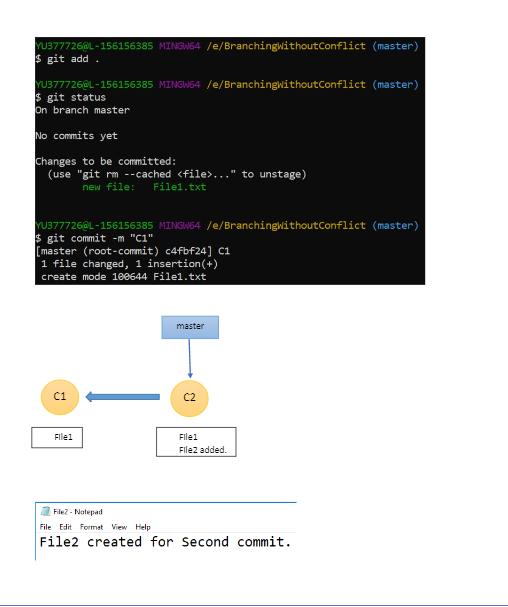 YU377726@L-156156385 MINGW64 /e/BranchingWithoutConflict (master)
$ git add .
YU377726@L-156156385 MINGW64 /e/BranchingWithoutConflict (master)
$ git status
On branch master
No commits yet
Changes to be committed:
(use "git rm --cached <file>..." to unstage)
new file: File1.txt
YU377726@L-156156385 MINGW64 /e/BranchingWithoutConflict (master)
$ git commit -m "C1"
[master (root-commit) c4fbf24] C1
1 file changed, 1 insertion(+)
create mode 100644 File1.txt
master
C1
C2
File1
File1
File2 added.
File2 - Notepad
File Edit Format View Help
File2 created for Second commit.